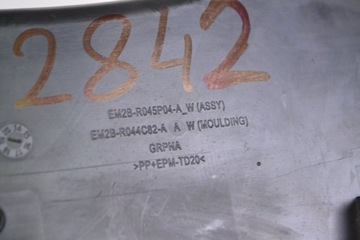 2842
EM2B-R045P04-A_W (ASSY)
EM2B-R044C82-A A W (MOULDING)
GRPNA
>PP+EPM-TD20<